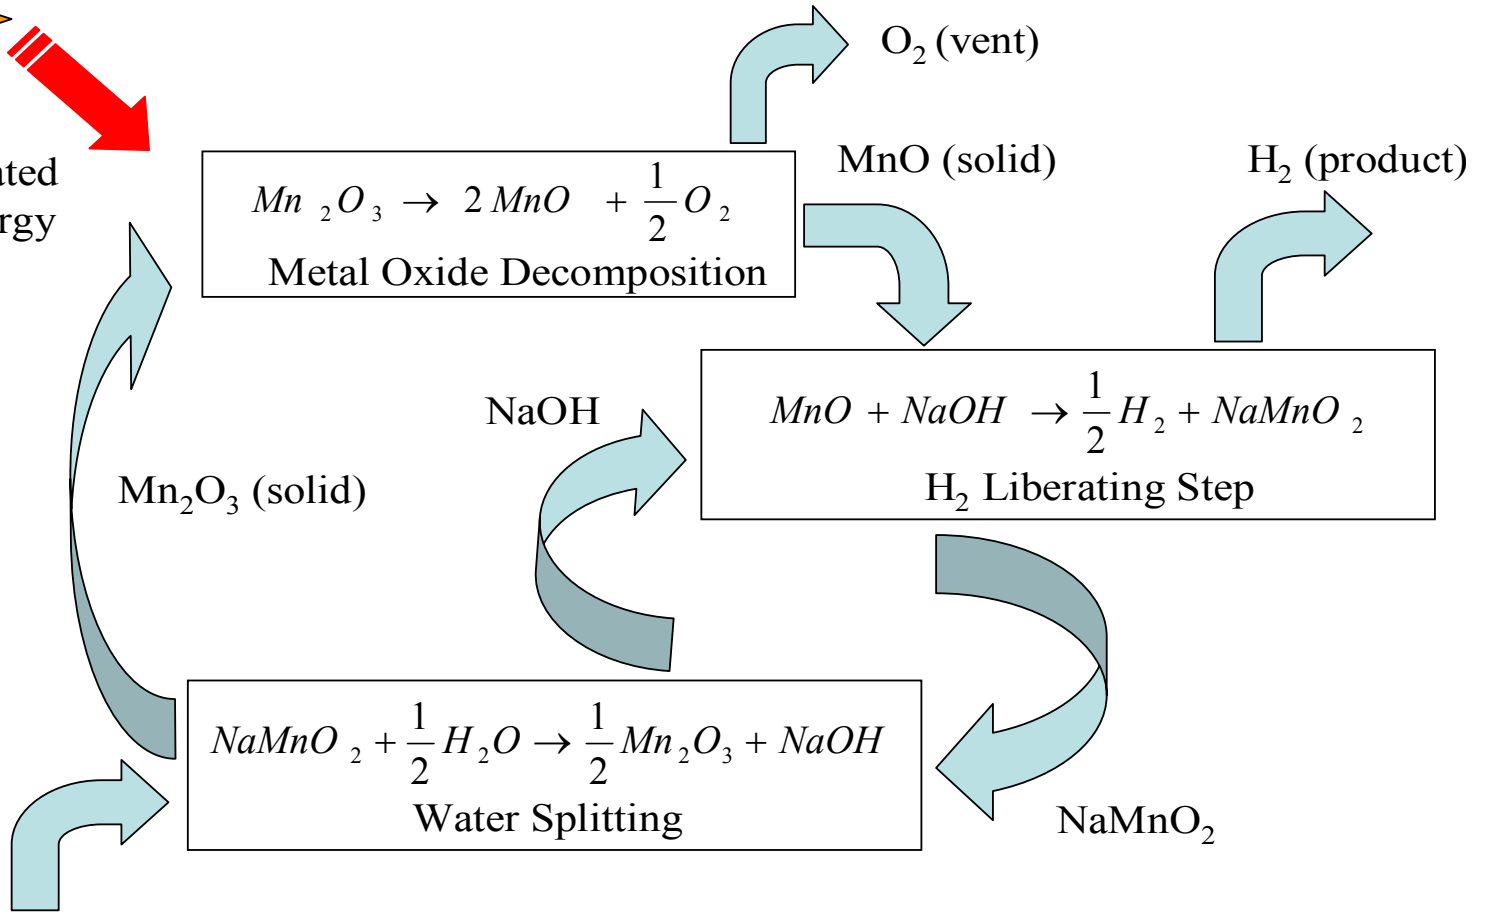 O₂ (vent)
MnO (solid)
H₂ (product)
Mn₂O₃ → 2 MnO + 1/2 O₂
Metal Oxide Decomposition
NaOH
MnO + NaOH → 1/2 H₂ + NaMnO₂
H₂ Liberating Step
Mn₂O₃ (solid)
NaMnO₂ + 1/2 H₂O → 1/2 Mn₂O₃ + NaOH
Water Splitting
NaMnO₂